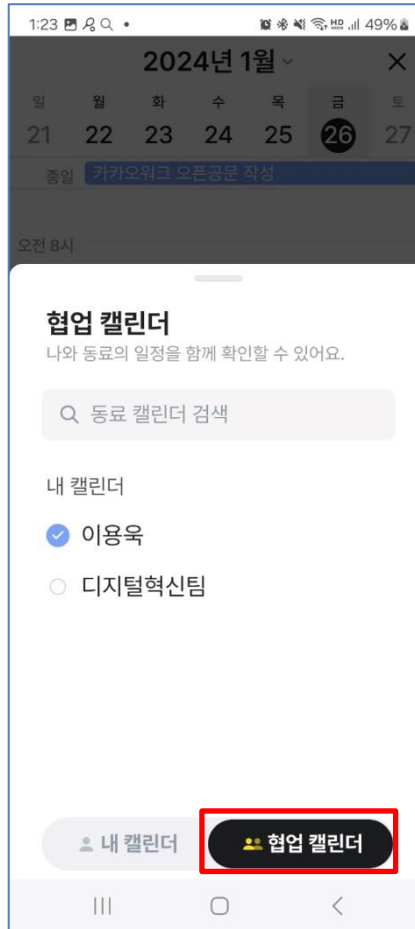 1:23 49%
2024년 1월
일 월 화 수 목 금 토
21 22 23 24 25 26 27
종일 카카오워크 오픈공문 작성
오전 8시
협업 캘린더
나와 동료의 일정을 함께 확인할 수 있어요.
동료 캘린더 검색
내 캘린더
이용욱
디지털혁신팀
내 캘린더 협업 캘린더